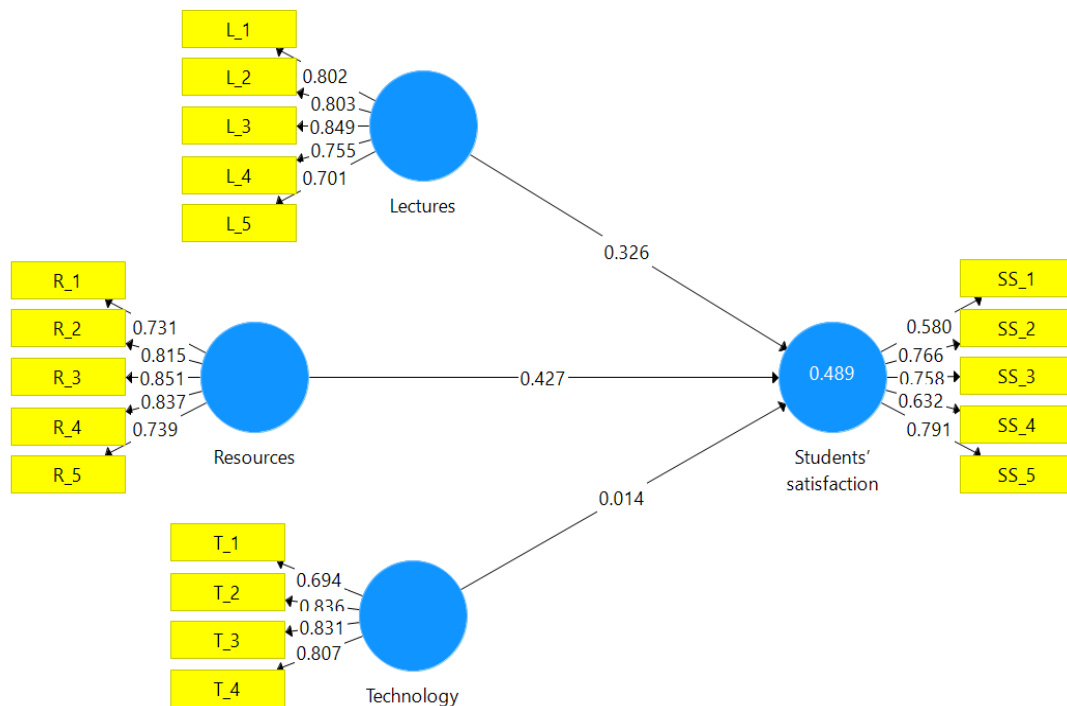 L_1
L_2
L_3
L_4
L_5
0.802
0.803
0.849
0.755
0.701
Lectures
0.326
R_1
R_2
R_3
R_4
R_5
0.731
0.815
0.851
0.837
0.739
Resources
0.427
T_1
T_2
T_3
T_4
0.694
0.836
0.831
0.807
Technology
0.014
0.489
Students’
satisfaction
0.580
0.766
0.758
0.632
0.791
SS_1
SS_2
SS_3
SS_4
SS_5